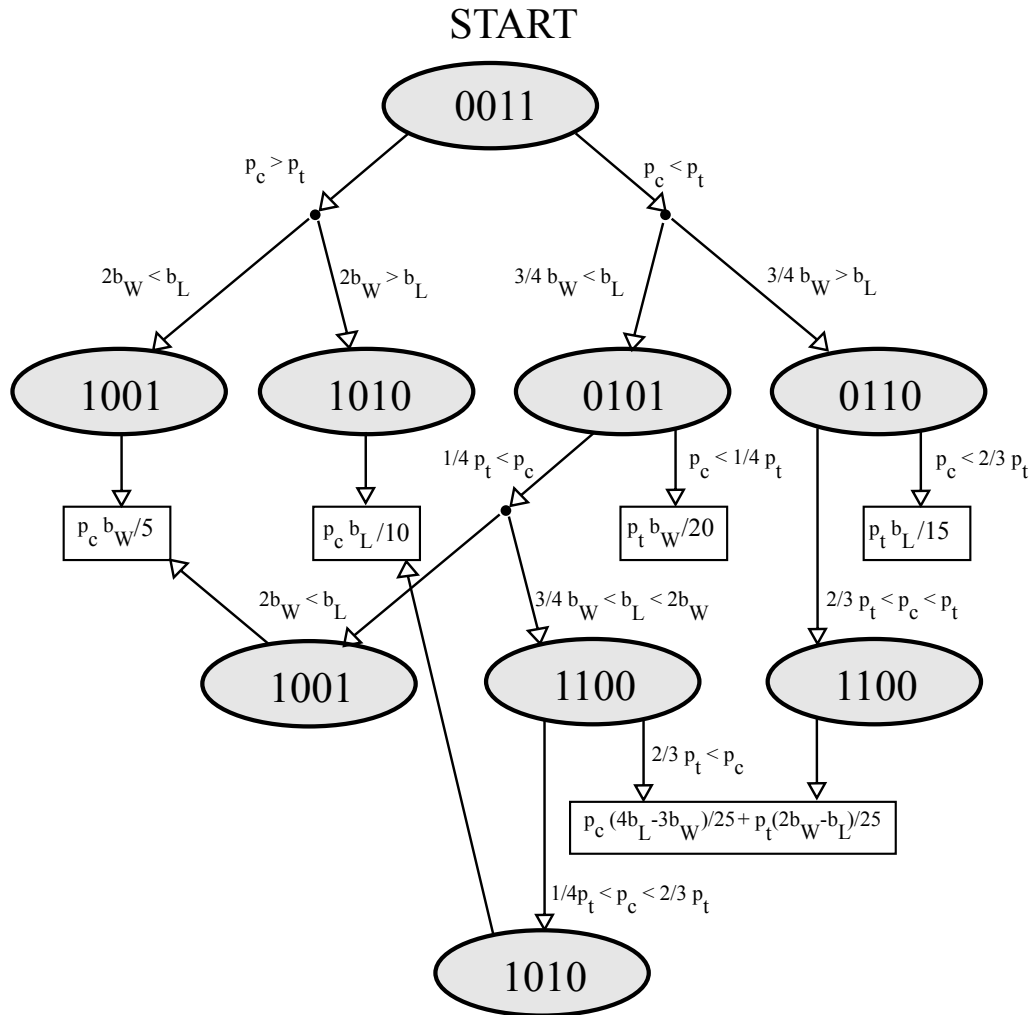 START
0011
p_c > p_t
p_c < p_t
2b_W < b_L
2b_W > b_L
3/4 b_W < b_L
3/4 b_W > b_L
1001
1010
0101
0110
1/4 p_t < p_c
p_c < 1/4 p_t
p_c < 2/3 p_t
p_c b_W/5
p_c b_L/10
p_t b_W/20
p_t b_L/15
2b_W < b_L
3/4 b_W < b_L < 2b_W
2/3 p_t < p_c < p_t
1001
1100
1100
2/3 p_t < p_c
p_c (4b_L-3b_W)/25 + p_t(2b_W-b_L)/25
1/4p_t < p_c < 2/3 p_t
1010